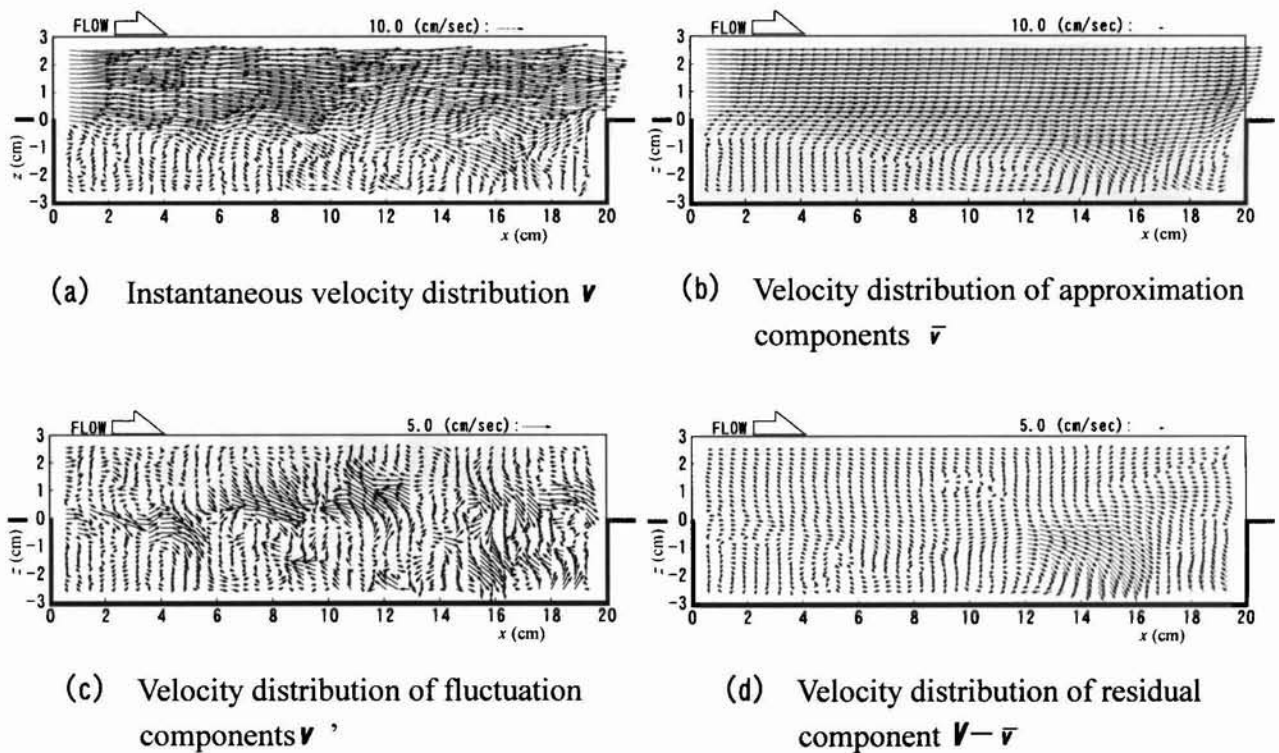 FLOW 10.0 (cm/sec):
3
2
1
0
-1
-2
-3
z (cm)
0 2 4 6 8 10 12 14 16 18 20
x (cm)
(a) Instantaneous velocity distribution v
FLOW 10.0 (cm/sec):
3
2
1
0
-1
-2
-3
z (cm)
0 2 4 6 8 10 12 14 16 18 20
x (cm)
(b) Velocity distribution of approximation
components v̄
FLOW 5.0 (cm/sec):
3
2
1
0
-1
-2
-3
z (cm)
0 2 4 6 8 10 12 14 16 18 20
x (cm)
(c) Velocity distribution of fluctuation
components v ’
FLOW 5.0 (cm/sec):
3
2
1
0
-1
-2
-3
z (cm)
0 2 4 6 8 10 12 14 16 18 20
x (cm)
(d) Velocity distribution of residual
component V− v̄